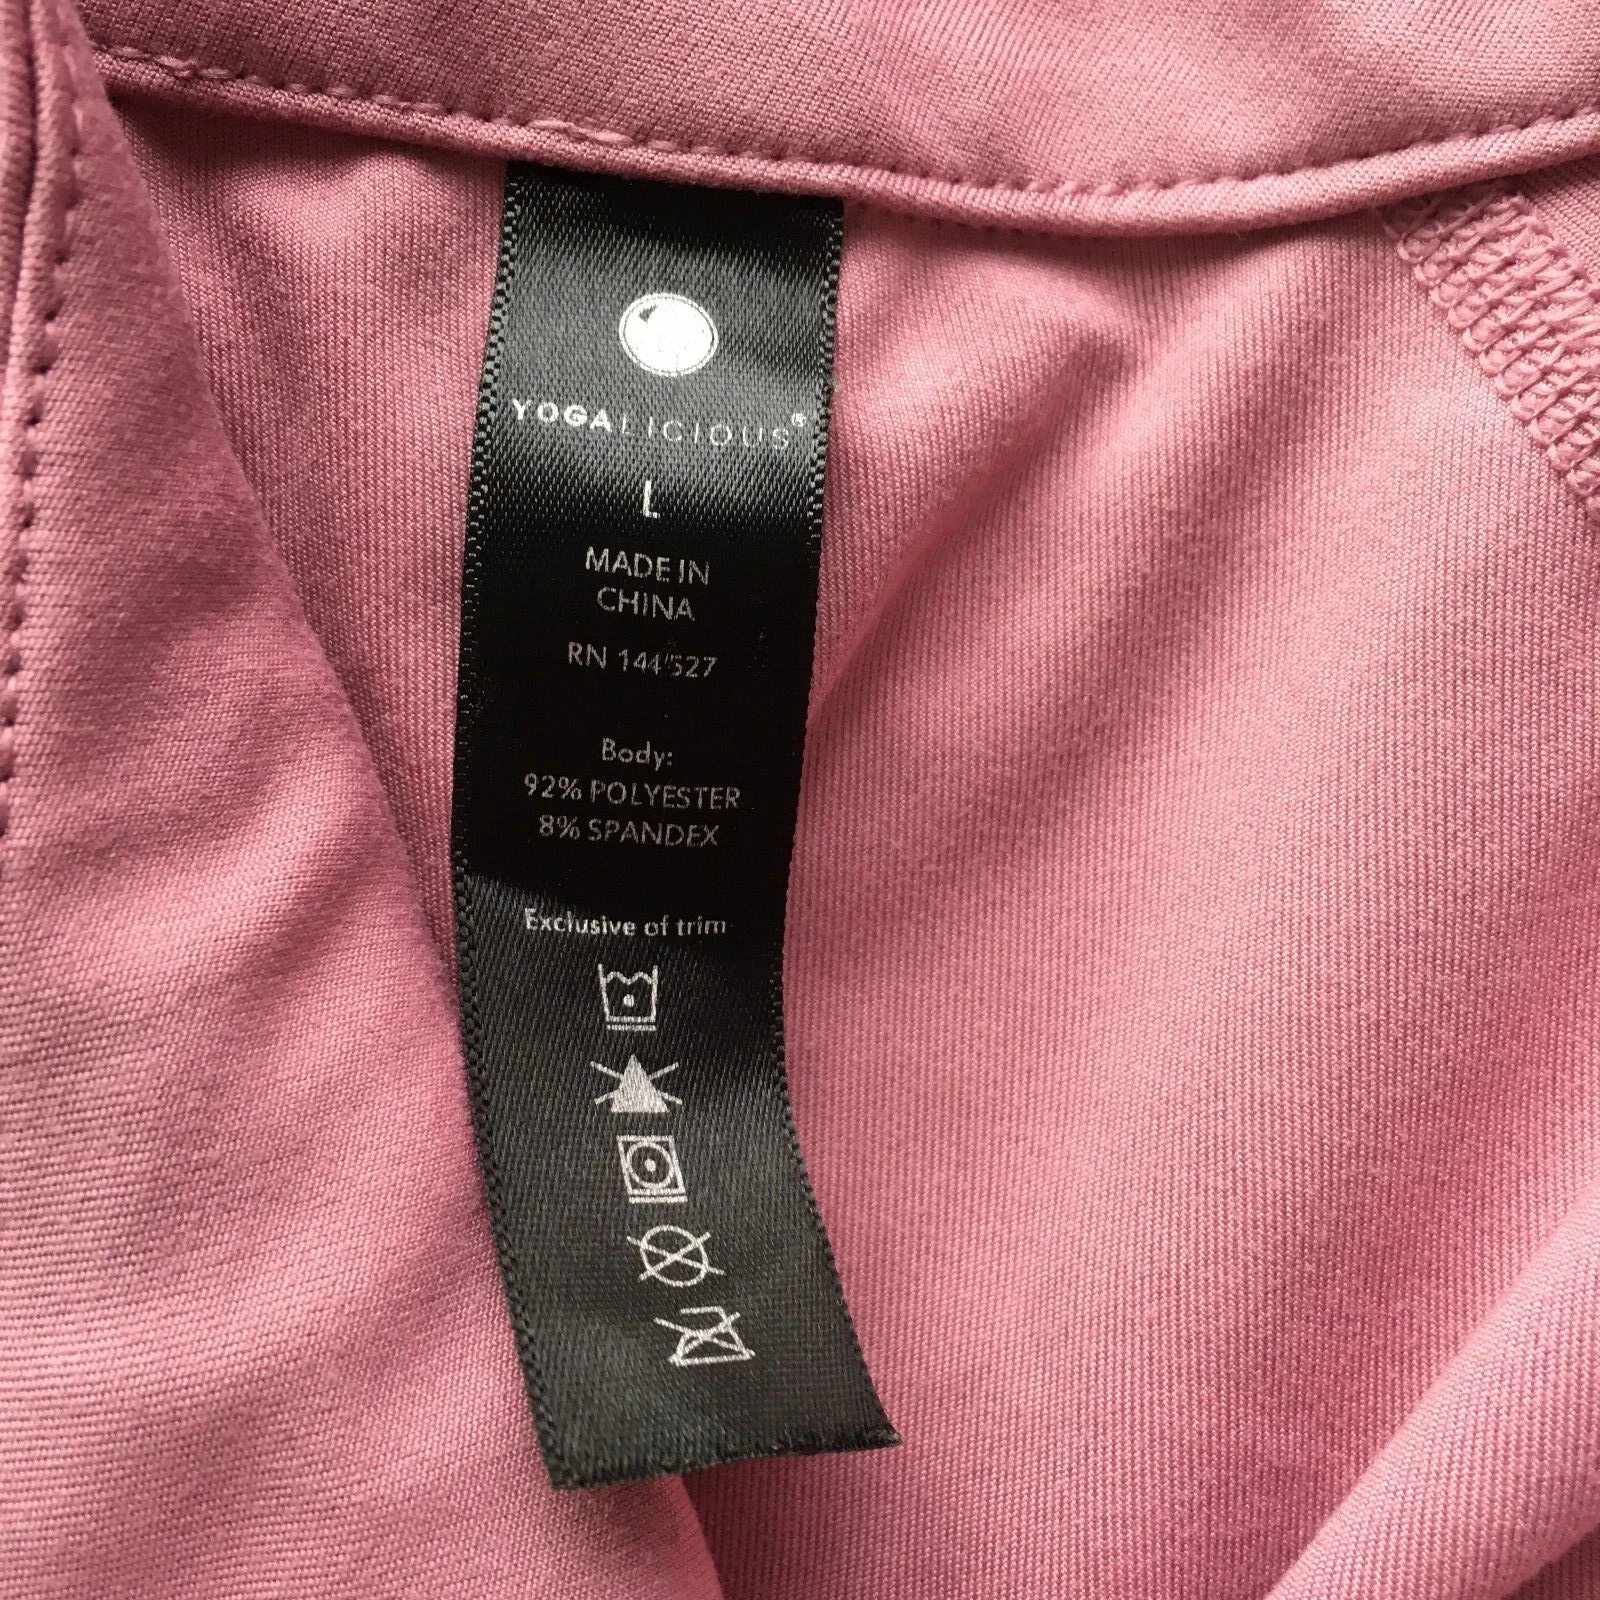 YOGALICIOUS®
L
MADE IN
CHINA
RN 144527
Body:
92% POLYESTER
8% SPANDEX
Exclusive of trim